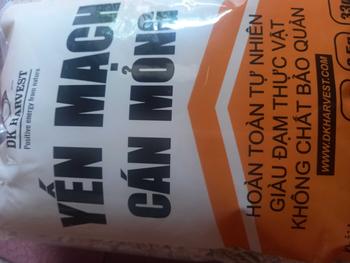 DK HARVEST
Positive energy from nature
YẾN MẠCH
CÁN MỎNG
HOÀN TOÀN TỰ NHIÊN
GIÀU ĐẠM THỰC VẬT
KHÔNG CHẤT BẢO QUẢN
WWW.DKHARVEST.COM